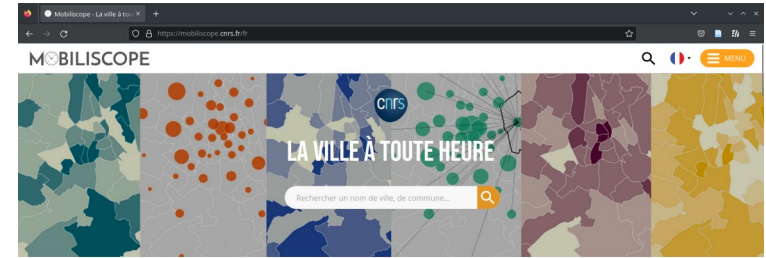 Mobiliscope - La ville à tou
https://mobiliscope.cnrs.fr/fr
MOBILISCOPE
MENU
cnrs
LA VILLE À TOUTE HEURE
Rechercher un nom de ville, de commune...